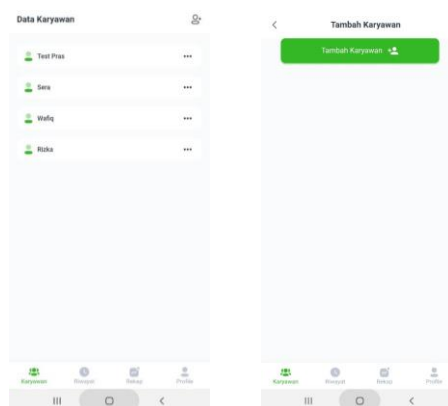 Data Karyawan
Test Pras
Sera
Wafiq
Rizka
Karyawan Riwayat Rekap Profile
Tambah Karyawan
Tambah Karyawan
Karyawan Riwayat Rekap Profile